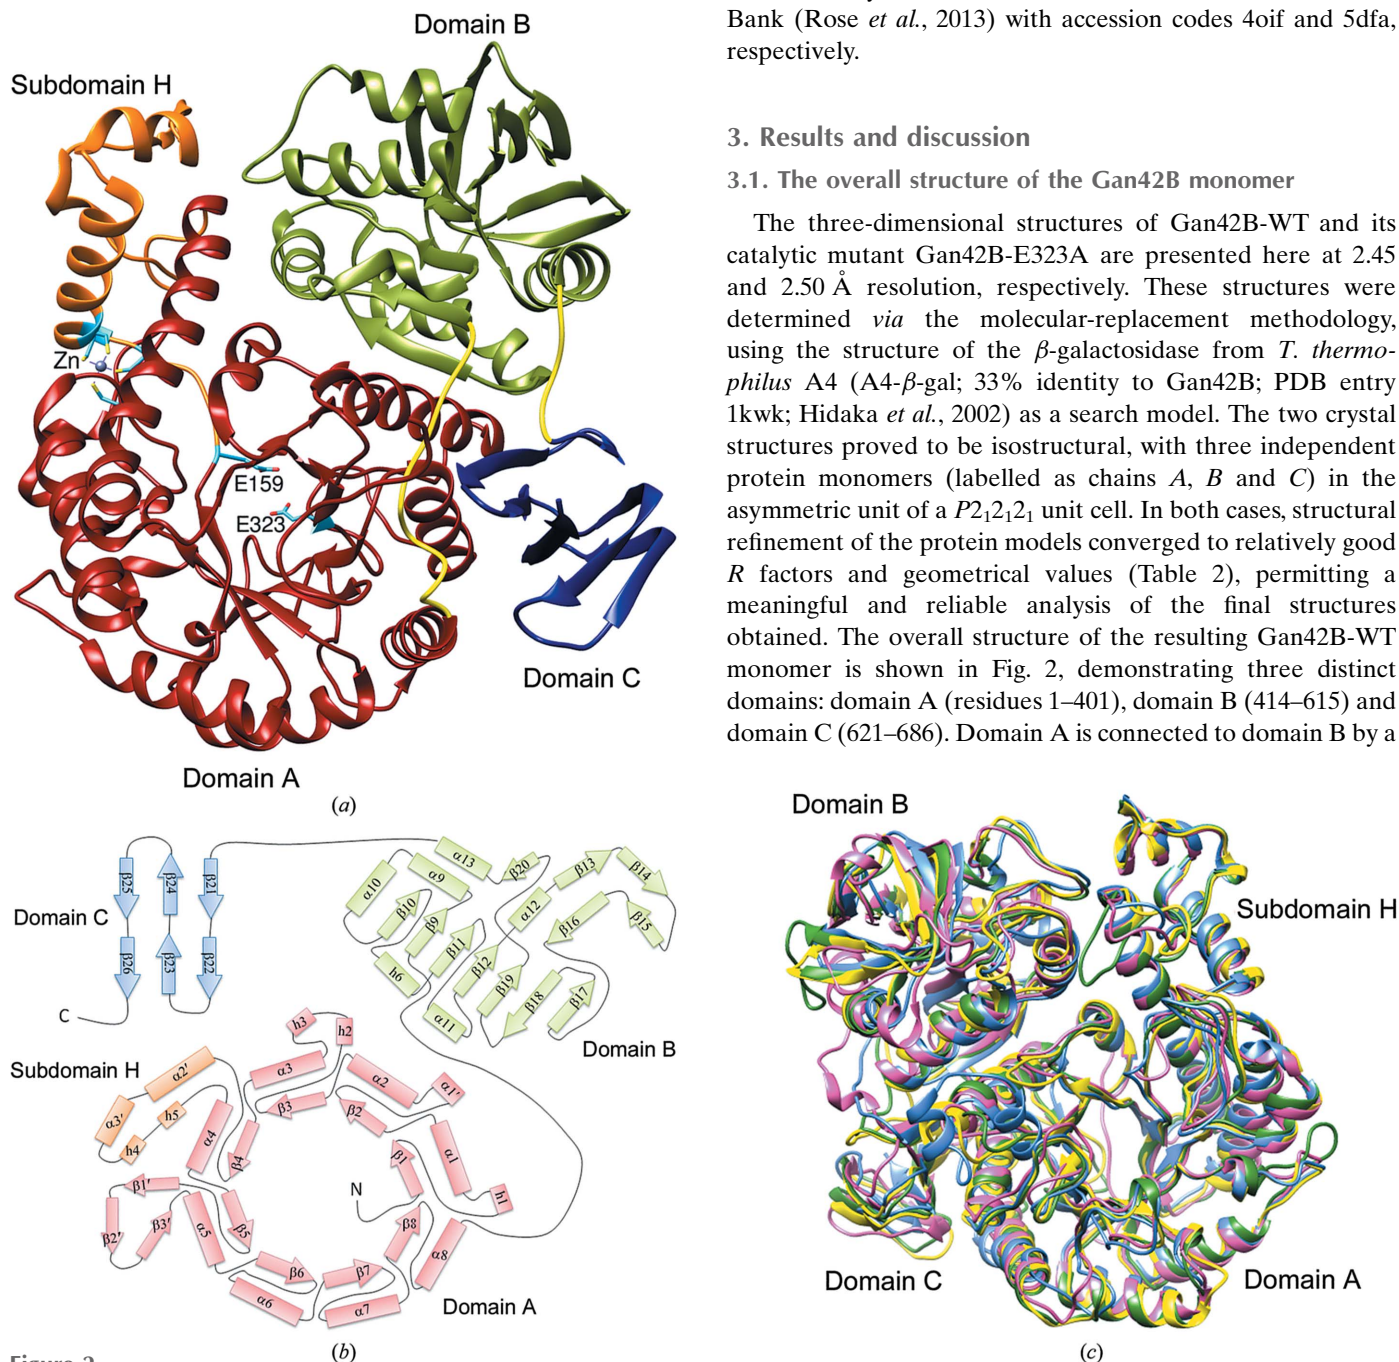 Domain B
Subdomain H
Zn
E159
E323
Domain C
Domain A
(a)
Bank (Rose et al., 2013) with accession codes 4oif and 5dfa,
respectively.
3. Results and discussion
3.1. The overall structure of the Gan42B monomer
The three-dimensional structures of Gan42B-WT and its
catalytic mutant Gan42B-E323A are presented here at 2.45
and 2.50 Å resolution, respectively. These structures were
determined via the molecular-replacement methodology,
using the structure of the β-galactosidase from T. thermo-
philus A4 (A4-β-gal; 33% identity to Gan42B; PDB entry
1kwk; Hidaka et al., 2002) as a search model. The two crystal
structures proved to be isostructural, with three independent
protein monomers (labelled as chains A, B and C) in the
asymmetric unit of a P2₁2₁2₁ unit cell. In both cases, structural
refinement of the protein models converged to relatively good
R factors and geometrical values (Table 2), permitting a
meaningful and reliable analysis of the final structures
obtained. The overall structure of the resulting Gan42B-WT
monomer is shown in Fig. 2, demonstrating three distinct
domains: domain A (residues 1–401), domain B (414–615) and
domain C (621–686). Domain A is connected to domain B by a
β25
β24
β21
Domain C
β26
β23
β22
C
α13
β20
β13
β14
α10
α9
α12
β10
β9
β16
β15
β11
β12
h6
β19
β18
β17
α11
Domain B
h3
h2
Subdomain H
α2'
α3
α2
α1'
α3'
h5
β3
β2
h4
α4
β4
β1
α1
β1'
N
h1
β2'
β3'
α5
β5
β8
α8
β6
β7
α6
α7
Domain A
(b)
Domain B
Subdomain H
Domain C
Domain A
(c)
Figure 2